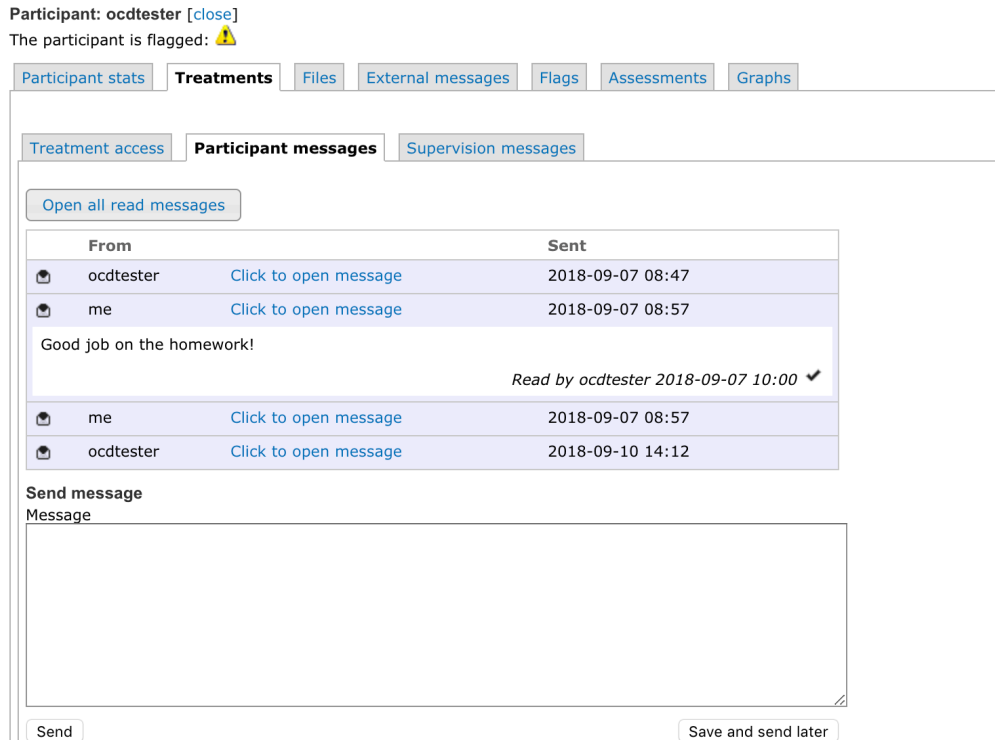 Participant: ocdtester [close]
The participant is flagged:
Participant stats Treatments Files External messages Flags Assessments Graphs
Treatment access Participant messages Supervision messages
Open all read messages
From Sent
ocdtester Click to open message 2018-09-07 08:47
me Click to open message 2018-09-07 08:57
Good job on the homework!
Read by ocdtester 2018-09-07 10:00
me Click to open message 2018-09-07 08:57
ocdtester Click to open message 2018-09-10 14:12
Send message
Message
Send Save and send later